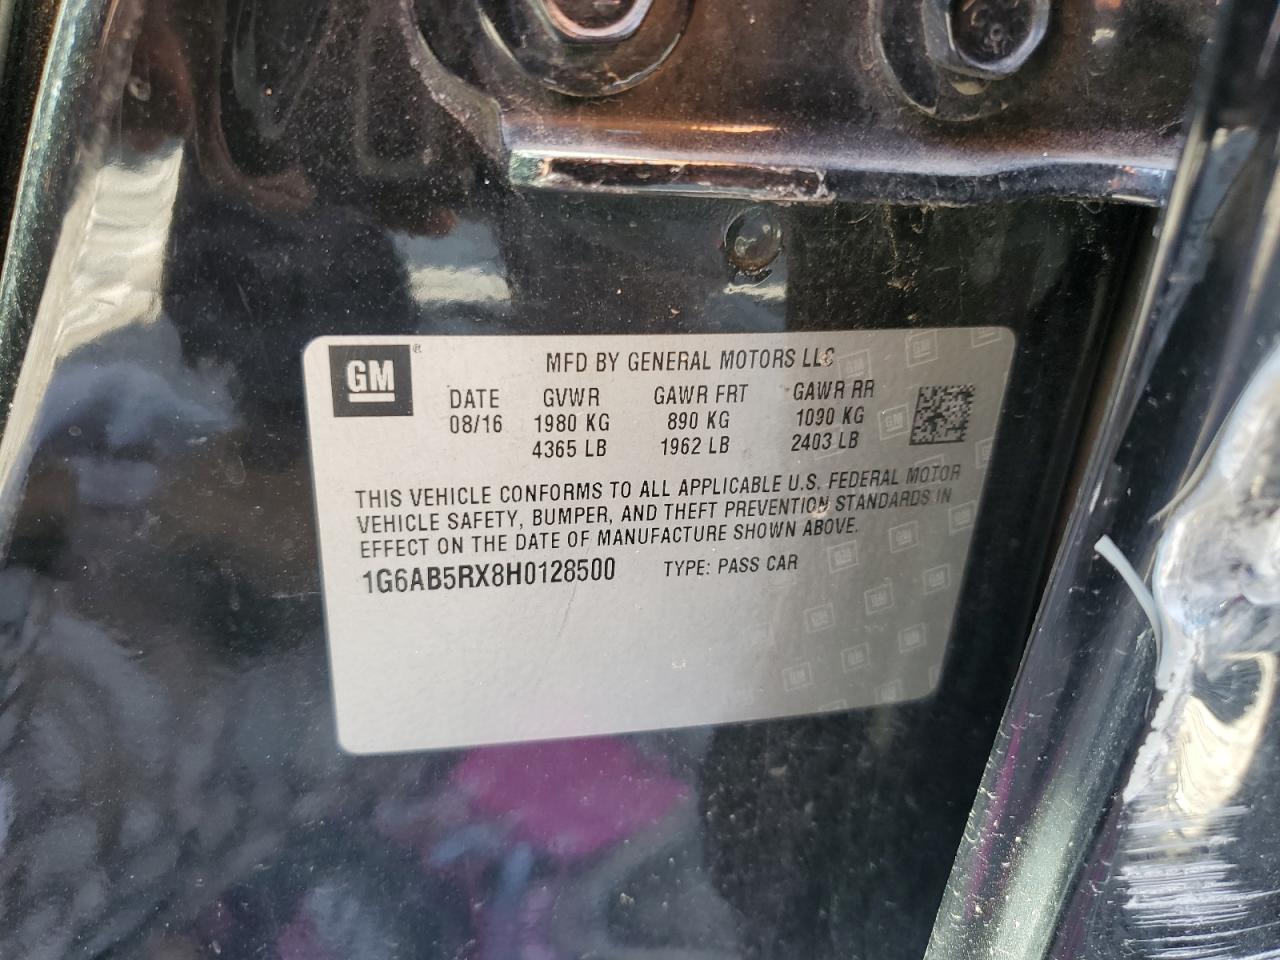 GM®
MFD BY GENERAL MOTORS LLC
DATE GVWR GAWR FRT GAWR RR
08/16 1980 KG 890 KG 1090 KG
4365 LB 1962 LB 2403 LB
THIS VEHICLE CONFORMS TO ALL APPLICABLE U.S. FEDERAL MOTOR
VEHICLE SAFETY, BUMPER, AND THEFT PREVENTION STANDARDS IN
EFFECT ON THE DATE OF MANUFACTURE SHOWN ABOVE.
1G6AB5RX8H0128500 TYPE: PASS CAR